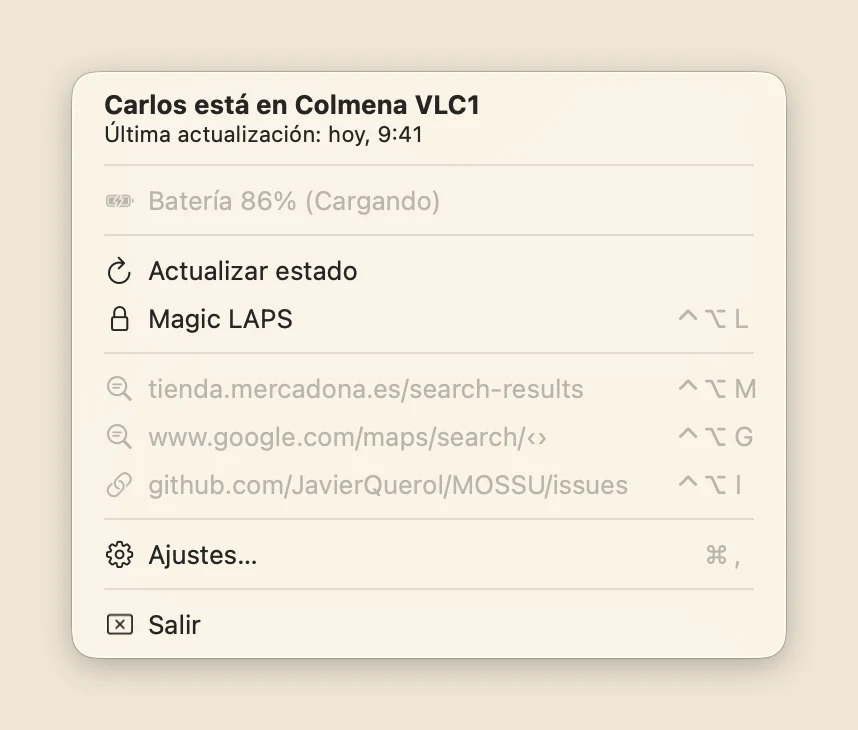 Carlos está en Colmena VLC1
Última actualización: hoy, 9:41
Batería 86% (Cargando)
Actualizar estado
Magic LAPS ^⌥ L
tienda.mercadona.es/search-results ^⌥ M
www.google.com/maps/search/‹› ^⌥ G
github.com/JavierQuerol/MOSSU/issues ^⌥ I
Ajustes... ⌘ ,
Salir